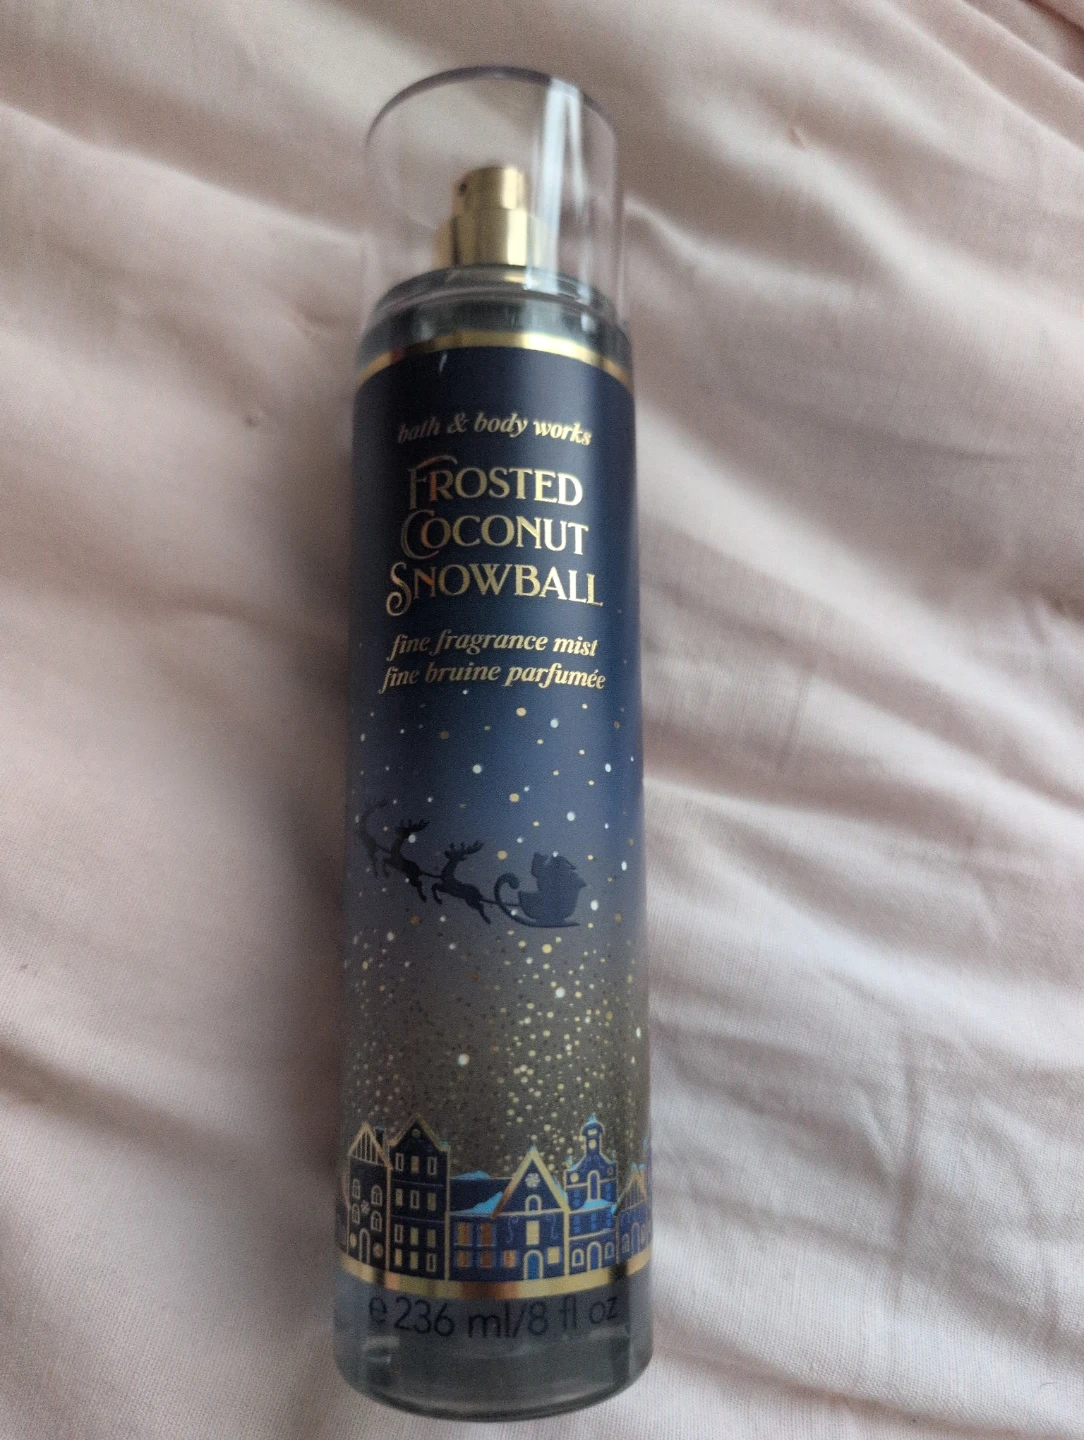 bath & body works
FROSTED
COCONUT
SNOWBALL
fine fragrance mist
fine bruine parfumée
℮ 236 ml/8 fl oz